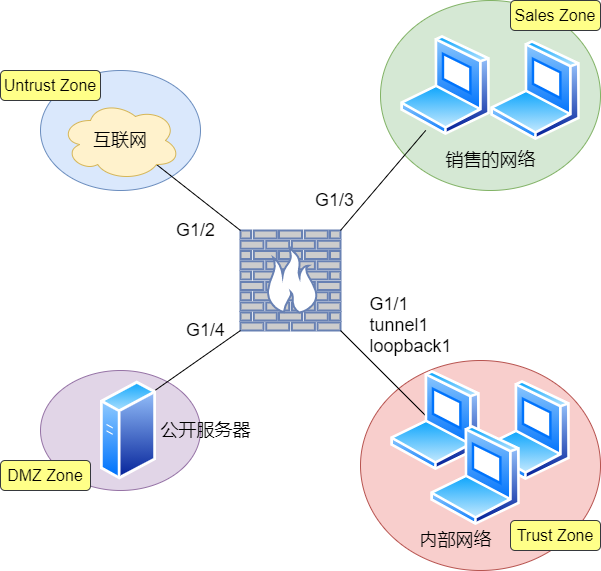 Sales Zone
Untrust Zone
互联网
销售的网络
G1/3
G1/2
G1/1
tunnel1
loopback1
G1/4
公开服务器
DMZ Zone
内部网络
Trust Zone